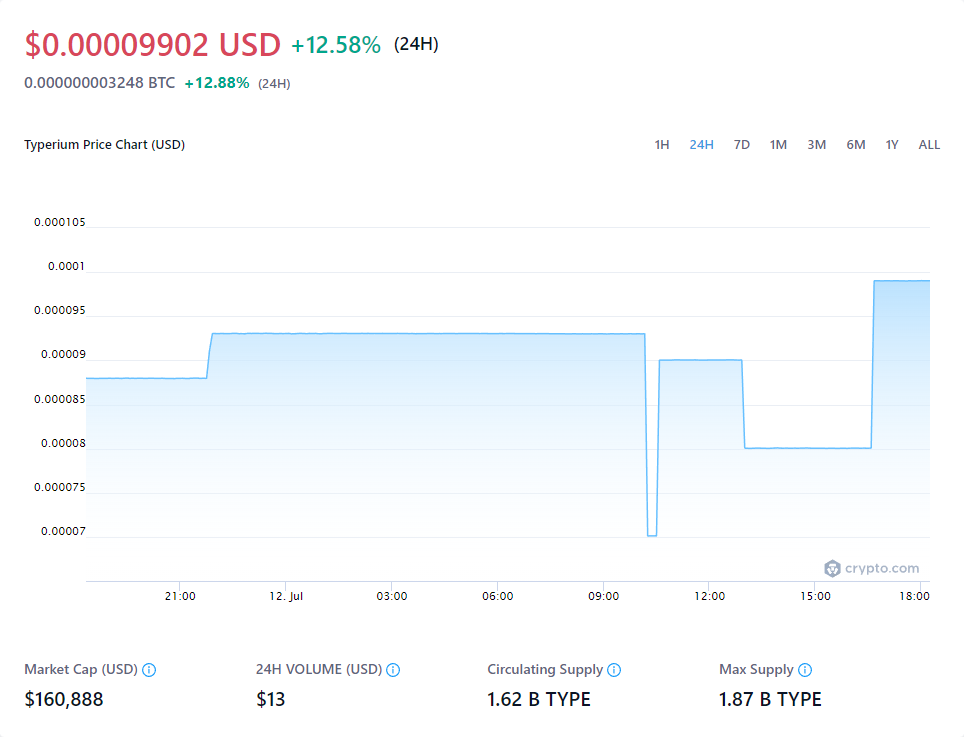 $0.00009902 USD +12.58% (24H)
0.000000003248 BTC +12.88% (24H)
Typerium Price Chart (USD) 1H 24H 7D 1M 3M 6M 1Y ALL
0.000105
0.0001
0.000095
0.00009
0.000085
0.00008
0.000075
0.00007
crypto.com
21:00 12. Jul 03:00 06:00 09:00 12:00 15:00 18:00
Market Cap (USD) 24H VOLUME (USD) Circulating Supply Max Supply
$160,888 $13 1.62 B TYPE 1.87 B TYPE